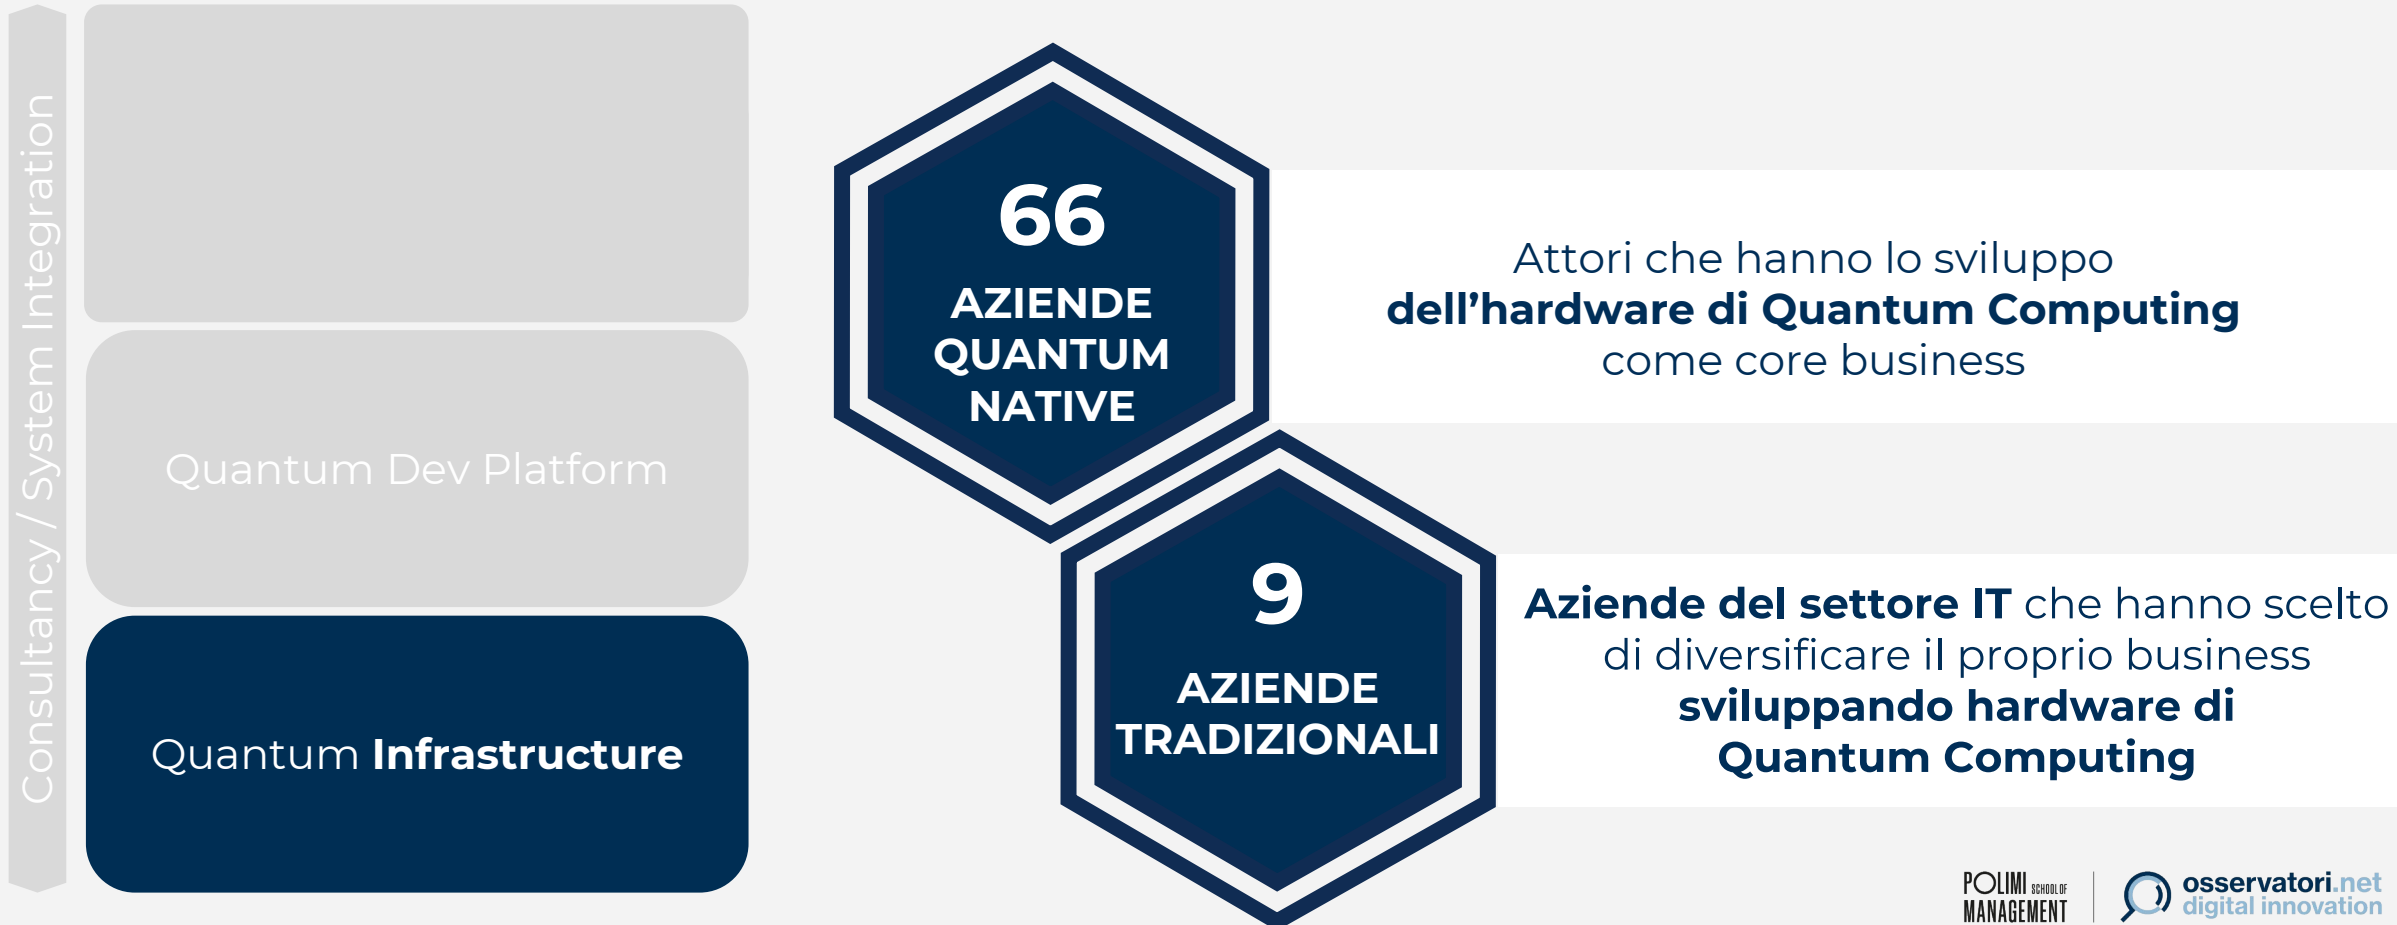 Consultancy / System Integration
Quantum Dev Platform
Quantum Infrastructure
66
AZIENDE
QUANTUM
NATIVE
Attori che hanno lo sviluppo
dell’hardware di Quantum Computing
come core business
9
AZIENDE
TRADIZIONALI
Aziende del settore IT che hanno scelto
di diversificare il proprio business
sviluppando hardware di
Quantum Computing
POLIMI SCHOOL OF
MANAGEMENT
osservatori.net
digital innovation